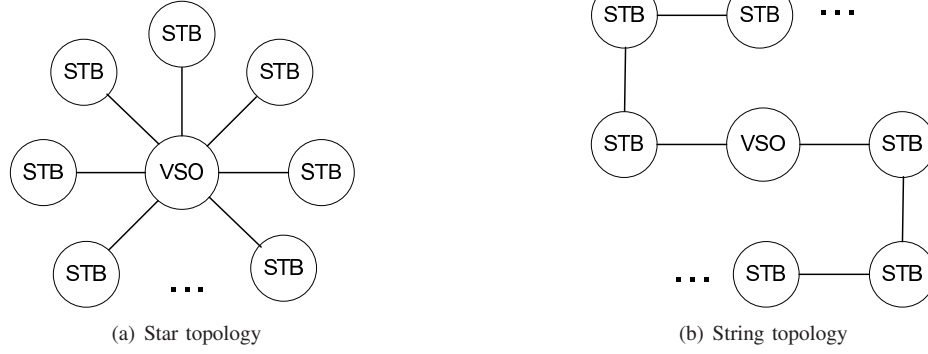 STB
STB STB
STB VSO STB
STB STB
...
(a) Star topology
STB STB ...
STB VSO STB
... STB STB
(b) String topology